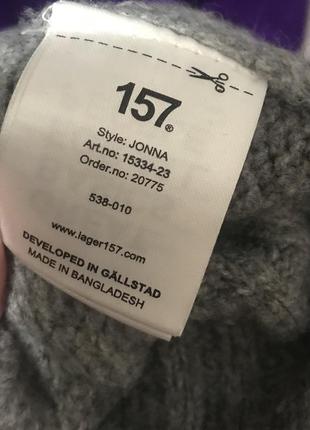 157®
Style: JONNA
Art.no: 15334-23
Order.no: 20775
538-010
www.lager157.com
DEVELOPED IN GÄLLSTAD
MADE IN BANGLADESH